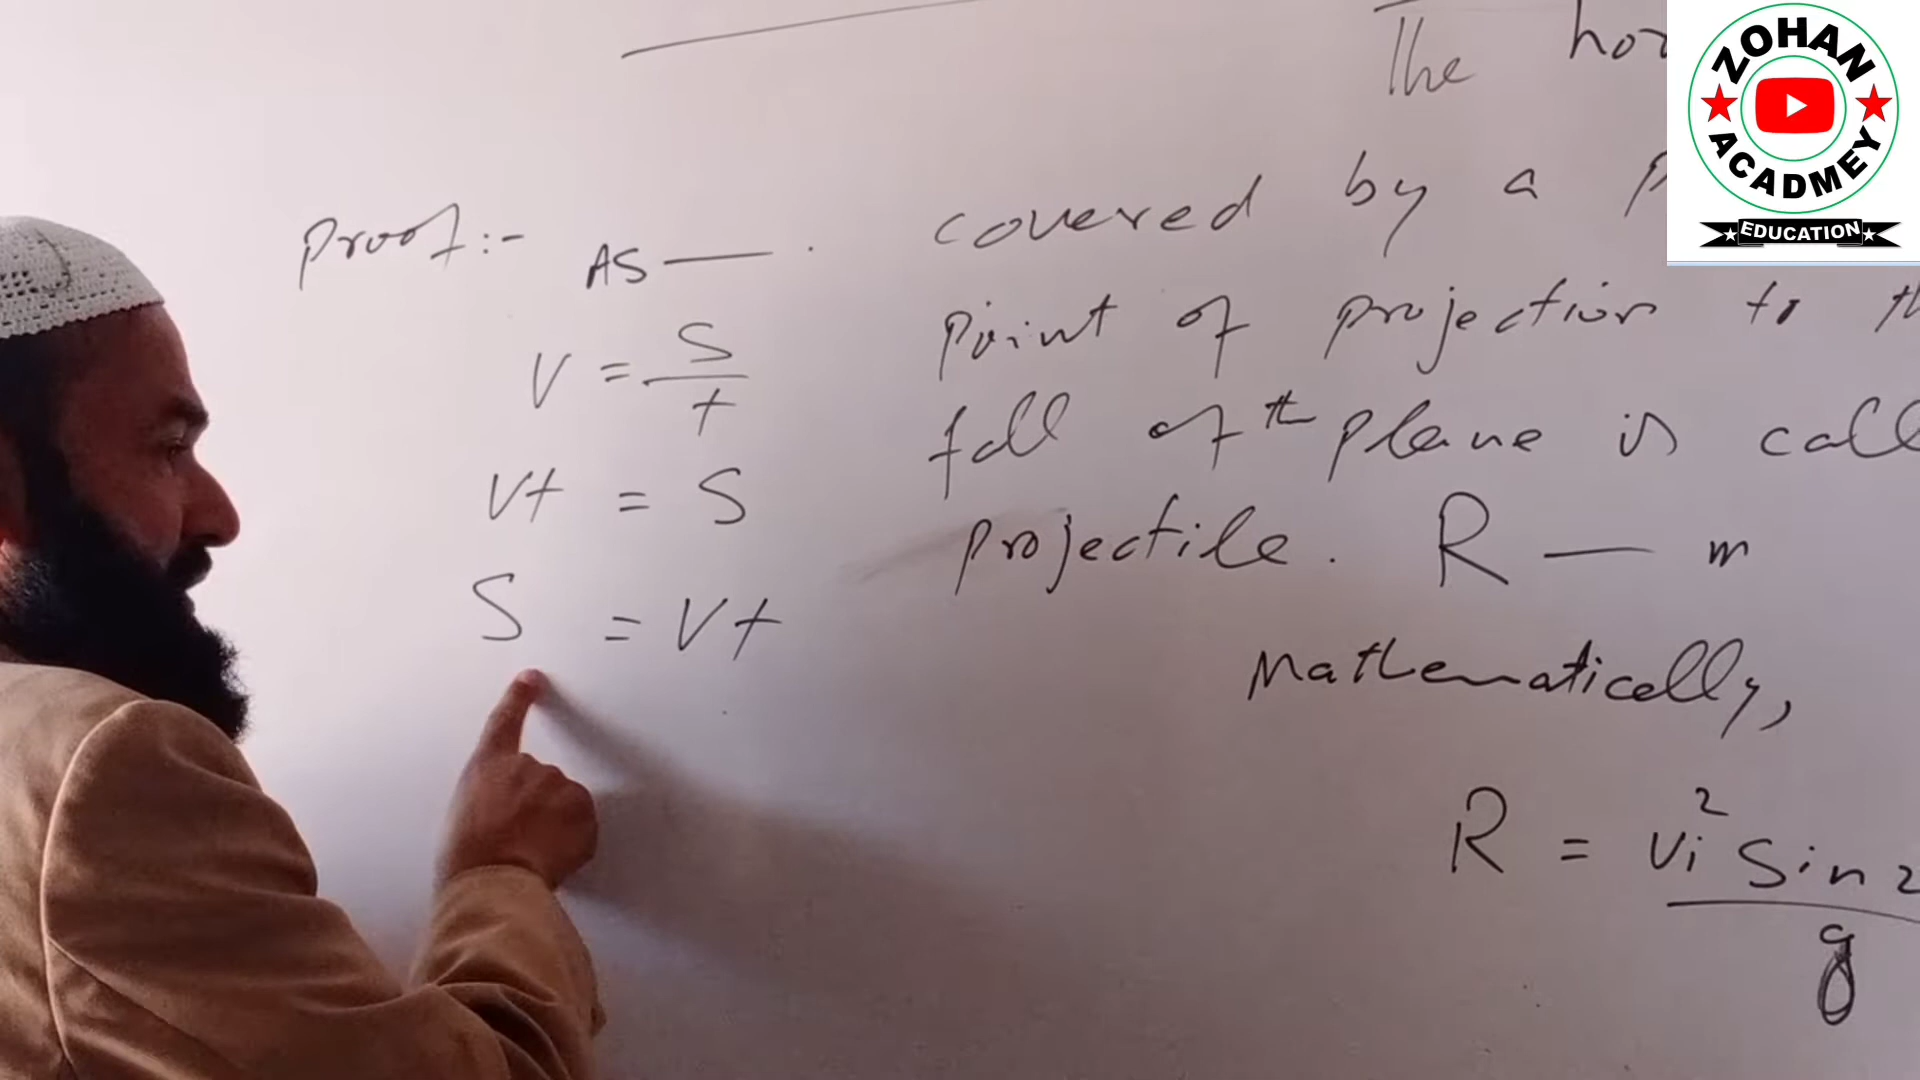 The hor
Proof:- AS — .
covered by a P
V = S / t
point of projection to th
fall of th plane is call
Vt = S
projectile. R — m
S = Vt
Mathematically,
R = Vi² Sin 2
g
ZOHAN
ACADMEY
EDUCATION